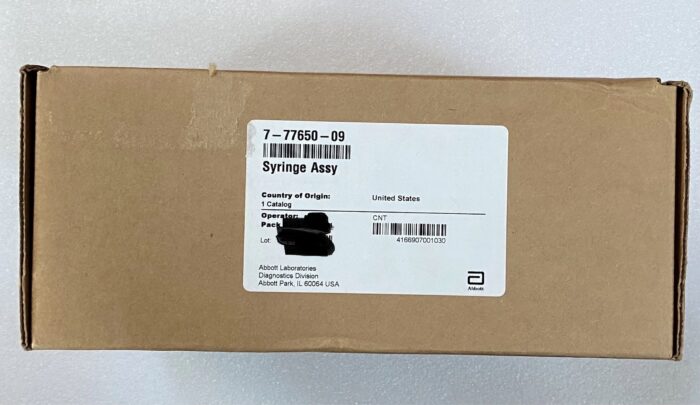 7-77650-09
Syringe Assy
Country of Origin: United States
1 Catalog
Operator: CNT
Pack
Lot:
4166907001030
Abbott Laboratories
Diagnostics Division
Abbott Park, IL 60064 USA
Abbott